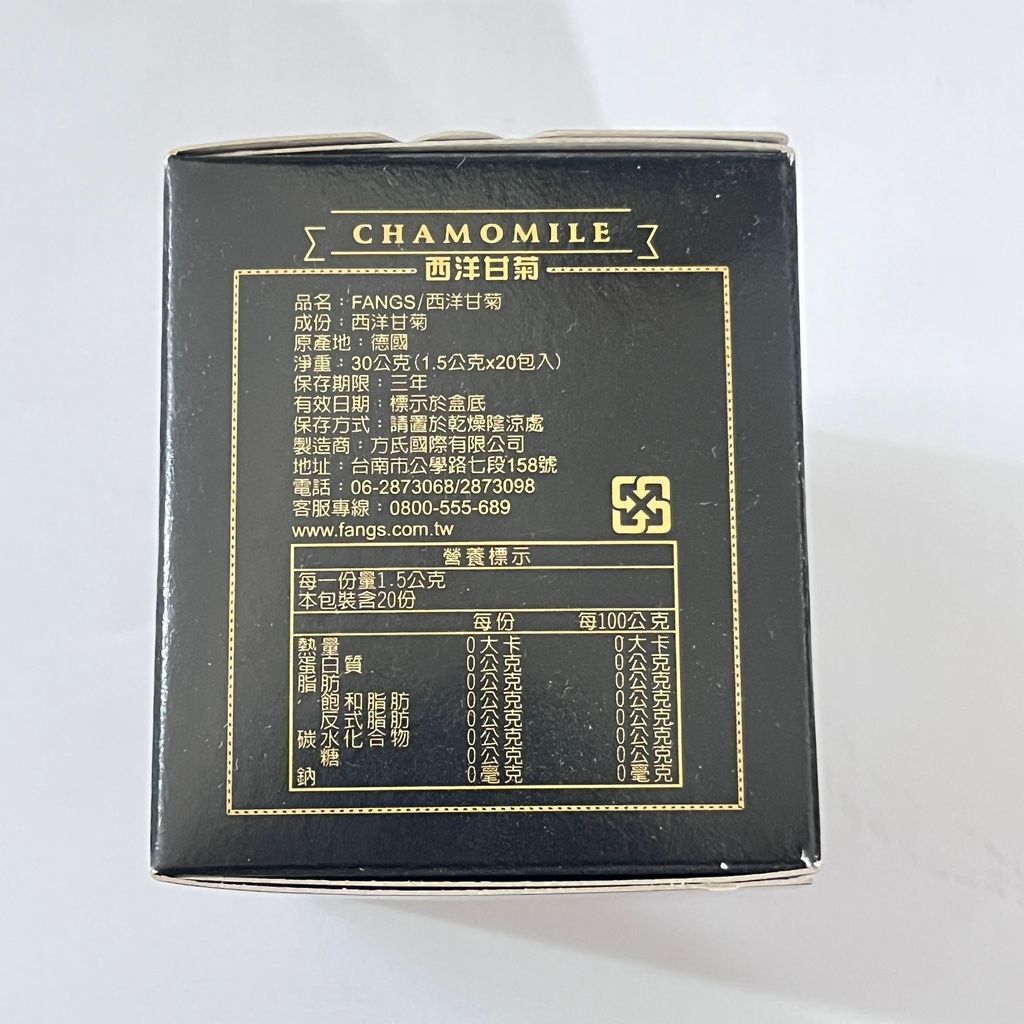 CHAMOMILE
西洋甘菊
品名：FANGS/西洋甘菊
成份：西洋甘菊
原產地：德國
淨重：30公克(1.5公克x20包入)
保存期限：三年
有效日期：標示於盒底
保存方式：請置於乾燥陰涼處
製造商：方氏國際有限公司
地址：台南市公學路七段158號
電話：06-2873068/2873098
客服專線：0800-555-689
www.fangs.com.tw
營養標示
每一份量1.5公克
本包裝含20份
每份 每100公克
熱量 0大卡 0大卡
蛋白質 0公克 0公克
脂肪 0公克 0公克
飽和脂肪 0公克 0公克
反式脂肪 0公克 0公克
碳水化合物 0公克 0公克
糖 0公克 0公克
鈉 0毫克 0毫克